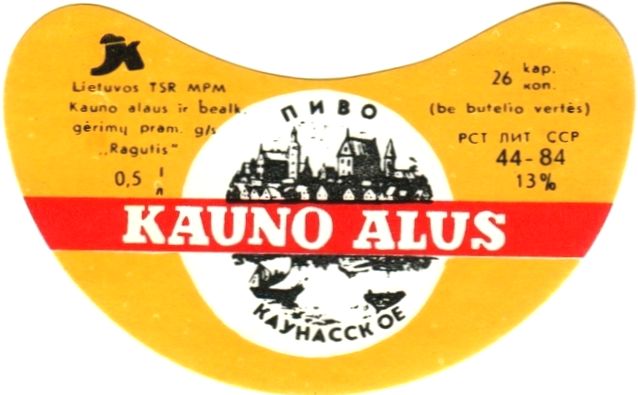 Lietuvos TSR MPM
Kauno alaus ir bealk.
gėrimų pram. g/s
„Ragutis"
0,5 l
л
26 kap.
коп.
(be butelio vertės)
РСТ ЛИТ ССР
44-84
13%
ПИВО
KAUNO ALUS
КАУНАССКОЕ